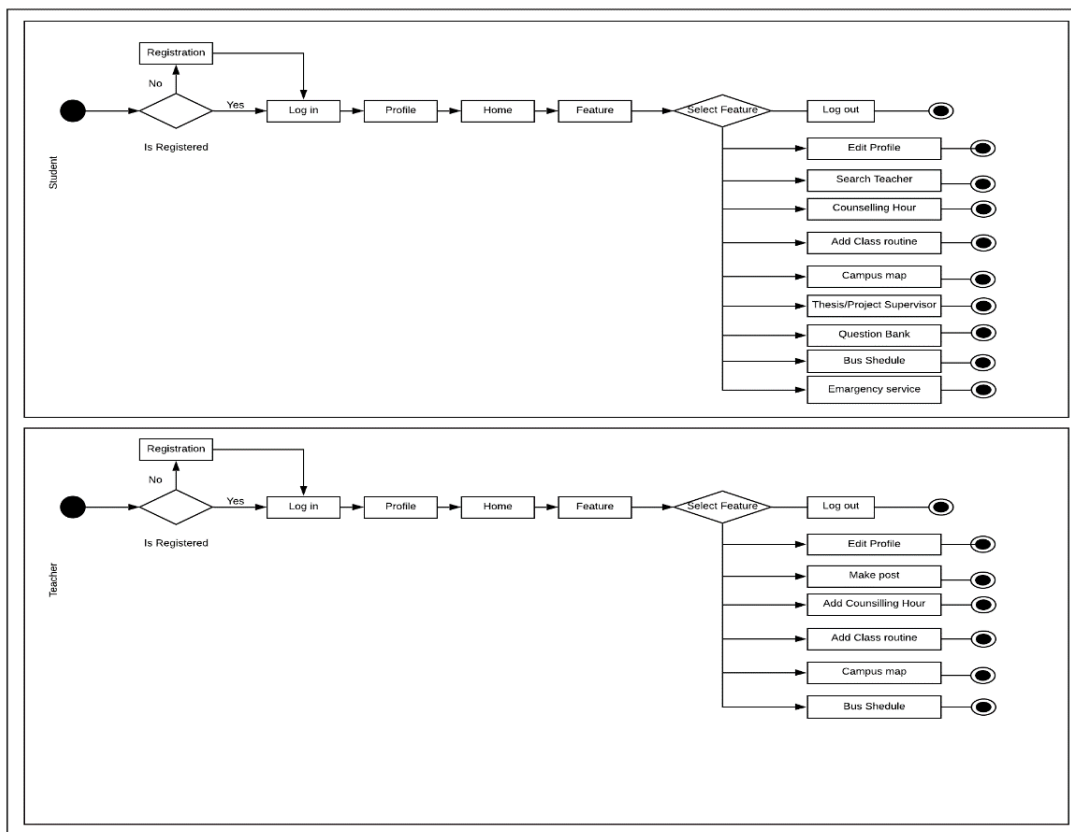 Registration
No
Yes
Log in
Profile
Home
Feature
Select Feature
Log out
Is Registered
Student
Edit Profile
Search Teacher
Counselling Hour
Add Class routine
Campus map
Thesis/Project Supervisor
Question Bank
Bus Shedule
Emargency service
Registration
No
Yes
Log in
Profile
Home
Feature
Select Feature
Log out
Is Registered
Teacher
Edit Profile
Make post
Add Counsilling Hour
Add Class routine
Campus map
Bus Shedule